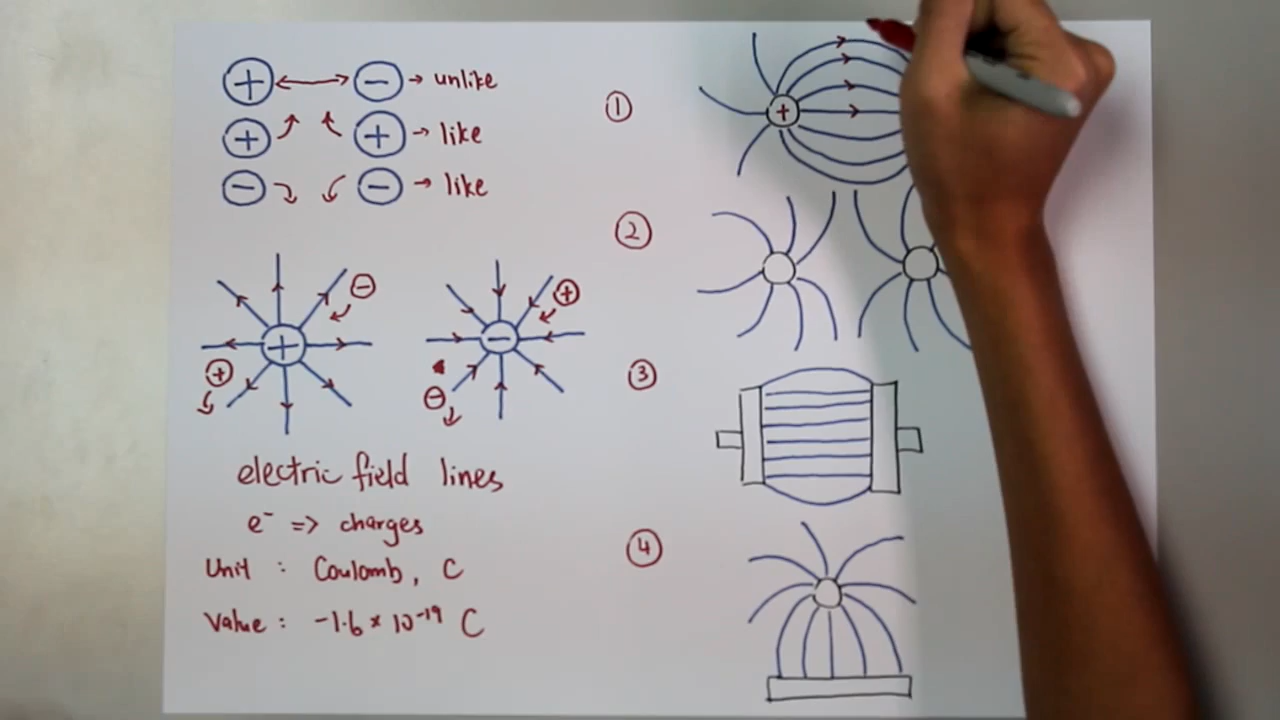 + ↔ - → unlike
+ + → like
- - → like
1
+
2
-
+
+
+
-
-
3
4
electric field lines
e⁻ => charges
Unit : Coulomb, C
Value : -1.6 × 10⁻¹⁹ C